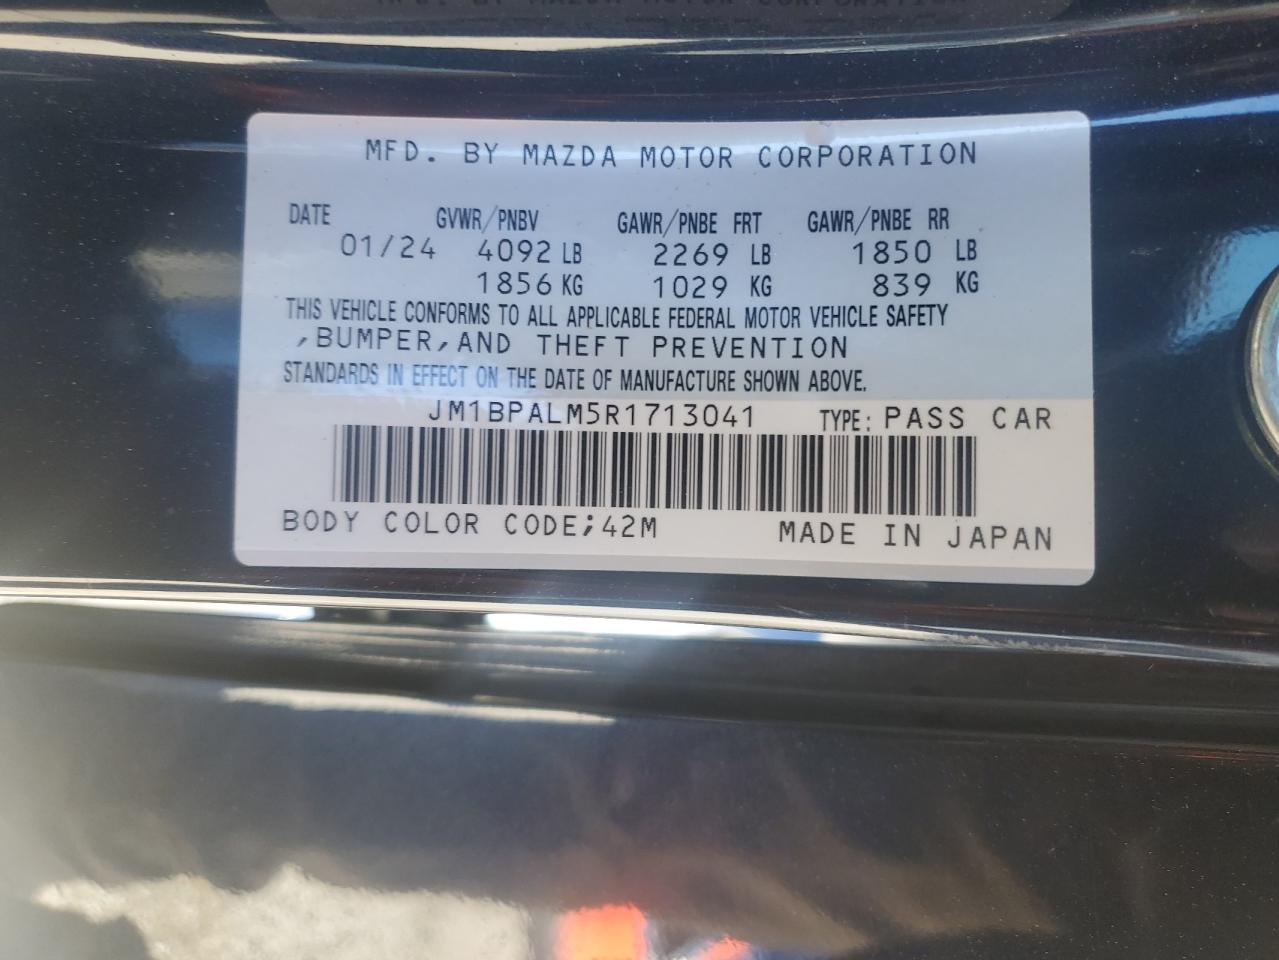 MFD. BY MAZDA MOTOR CORPORATION
DATE GVWR/PNBV GAWR/PNBE FRT GAWR/PNBE RR
01/24 4092 LB 2269 LB 1850 LB
1856 KG 1029 KG 839 KG
THIS VEHICLE CONFORMS TO ALL APPLICABLE FEDERAL MOTOR VEHICLE SAFETY
,BUMPER,AND THEFT PREVENTION
STANDARDS IN EFFECT ON THE DATE OF MANUFACTURE SHOWN ABOVE.
JM1BPALM5R1713041 TYPE: PASS CAR
BODY COLOR CODE;42M MADE IN JAPAN